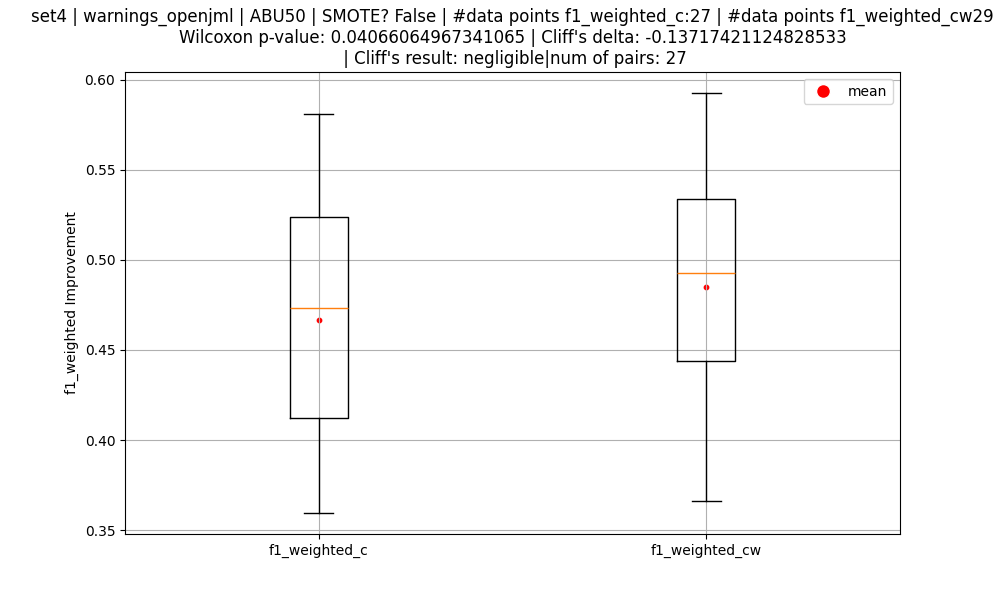 set4 | warnings_openjml | ABU50 | SMOTE? False | #data points f1_weighted_c:27 | #data points f1_weighted_cw29
Wilcoxon p-value: 0.04066064967341065 | Cliff's delta: -0.13717421124828533
| Cliff's result: negligible|num of pairs: 27
mean
0.60
0.55
0.50
0.45
0.40
0.35
f1_weighted Improvement
f1_weighted_c
f1_weighted_cw